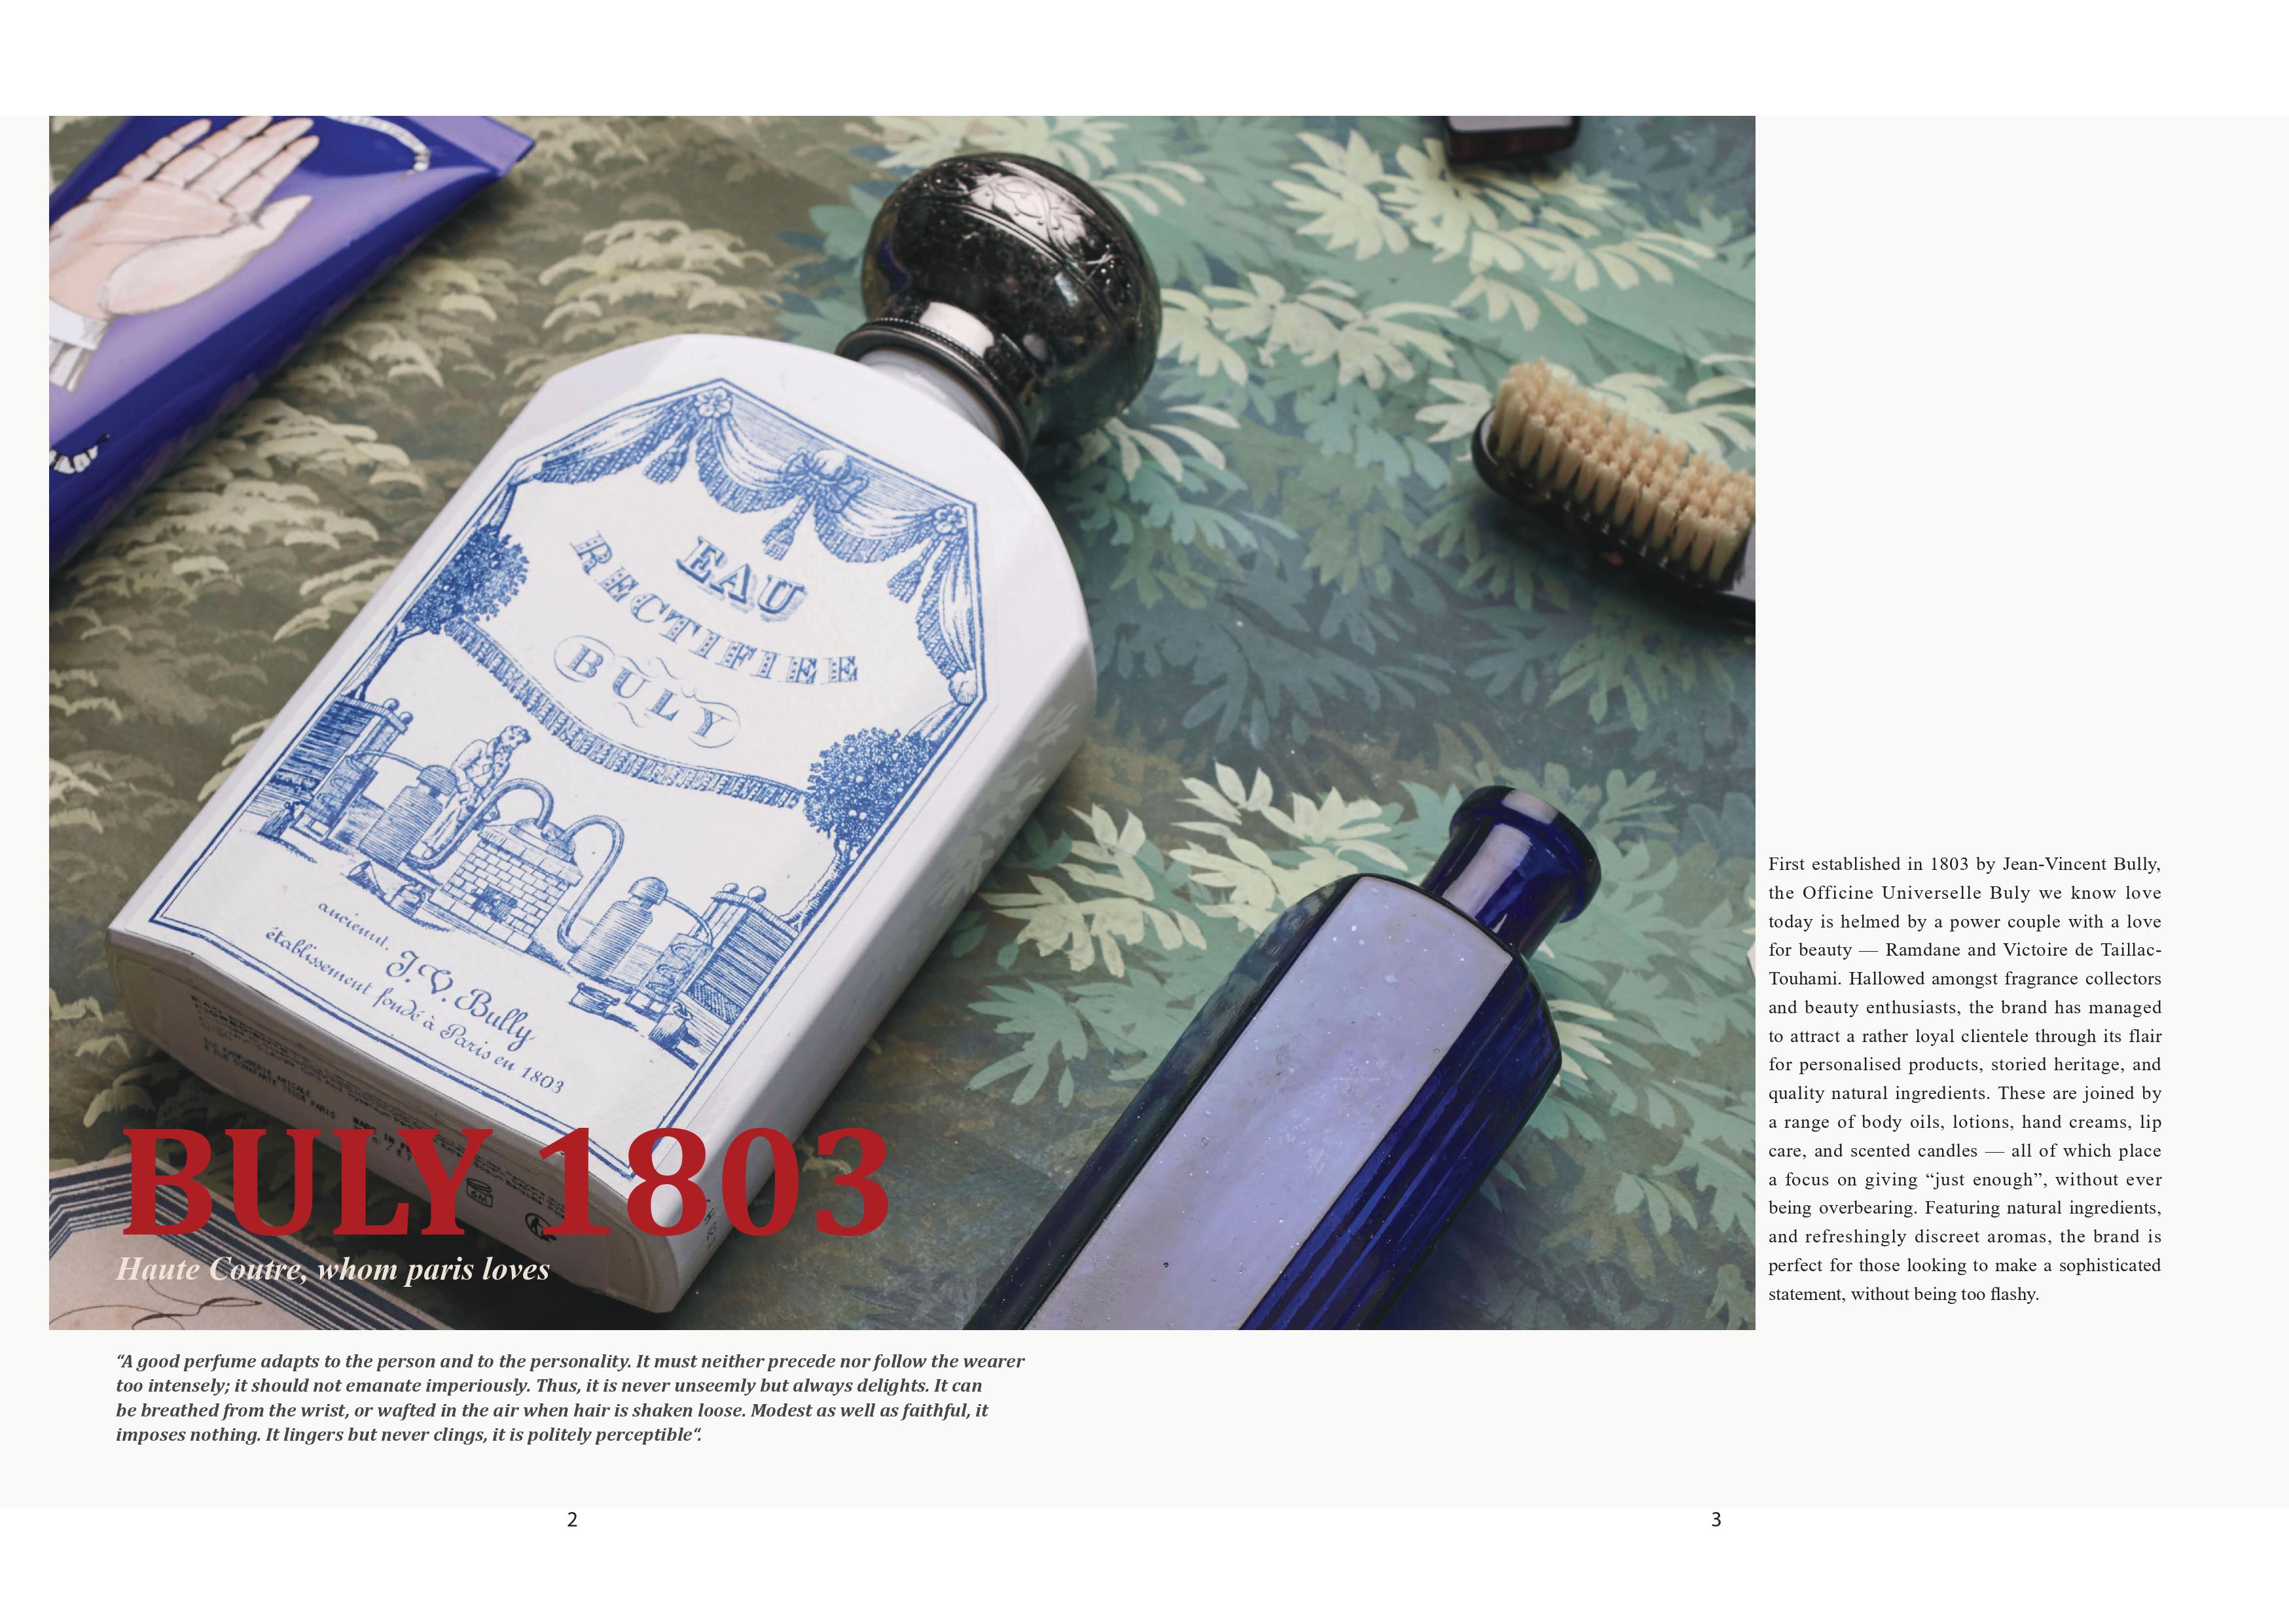 EAU
RECTIFIEE
BULY
ancienut.
J.V. Bully
établissement fondé à Paris en 1803
BULY 1803
Haute Coutre, whom paris loves
First established in 1803 by Jean-Vincent Bully,
the Officine Universelle Buly we know love
today is helmed by a power couple with a love
for beauty — Ramdane and Victoire de Taillac-
Touhami. Hallowed amongst fragrance collectors
and beauty enthusiasts, the brand has managed
to attract a rather loyal clientele through its flair
for personalised products, storied heritage, and
quality natural ingredients. These are joined by
a range of body oils, lotions, hand creams, lip
care, and scented candles — all of which place
a focus on giving “just enough”, without ever
being overbearing. Featuring natural ingredients,
and refreshingly discreet aromas, the brand is
perfect for those looking to make a sophisticated
statement, without being too flashy.
“A good perfume adapts to the person and to the personality. It must neither precede nor follow the wearer
too intensely; it should not emanate imperiously. Thus, it is never unseemly but always delights. It can
be breathed from the wrist, or wafted in the air when hair is shaken loose. Modest as well as faithful, it
imposes nothing. It lingers but never clings, it is politely perceptible“.
2
3